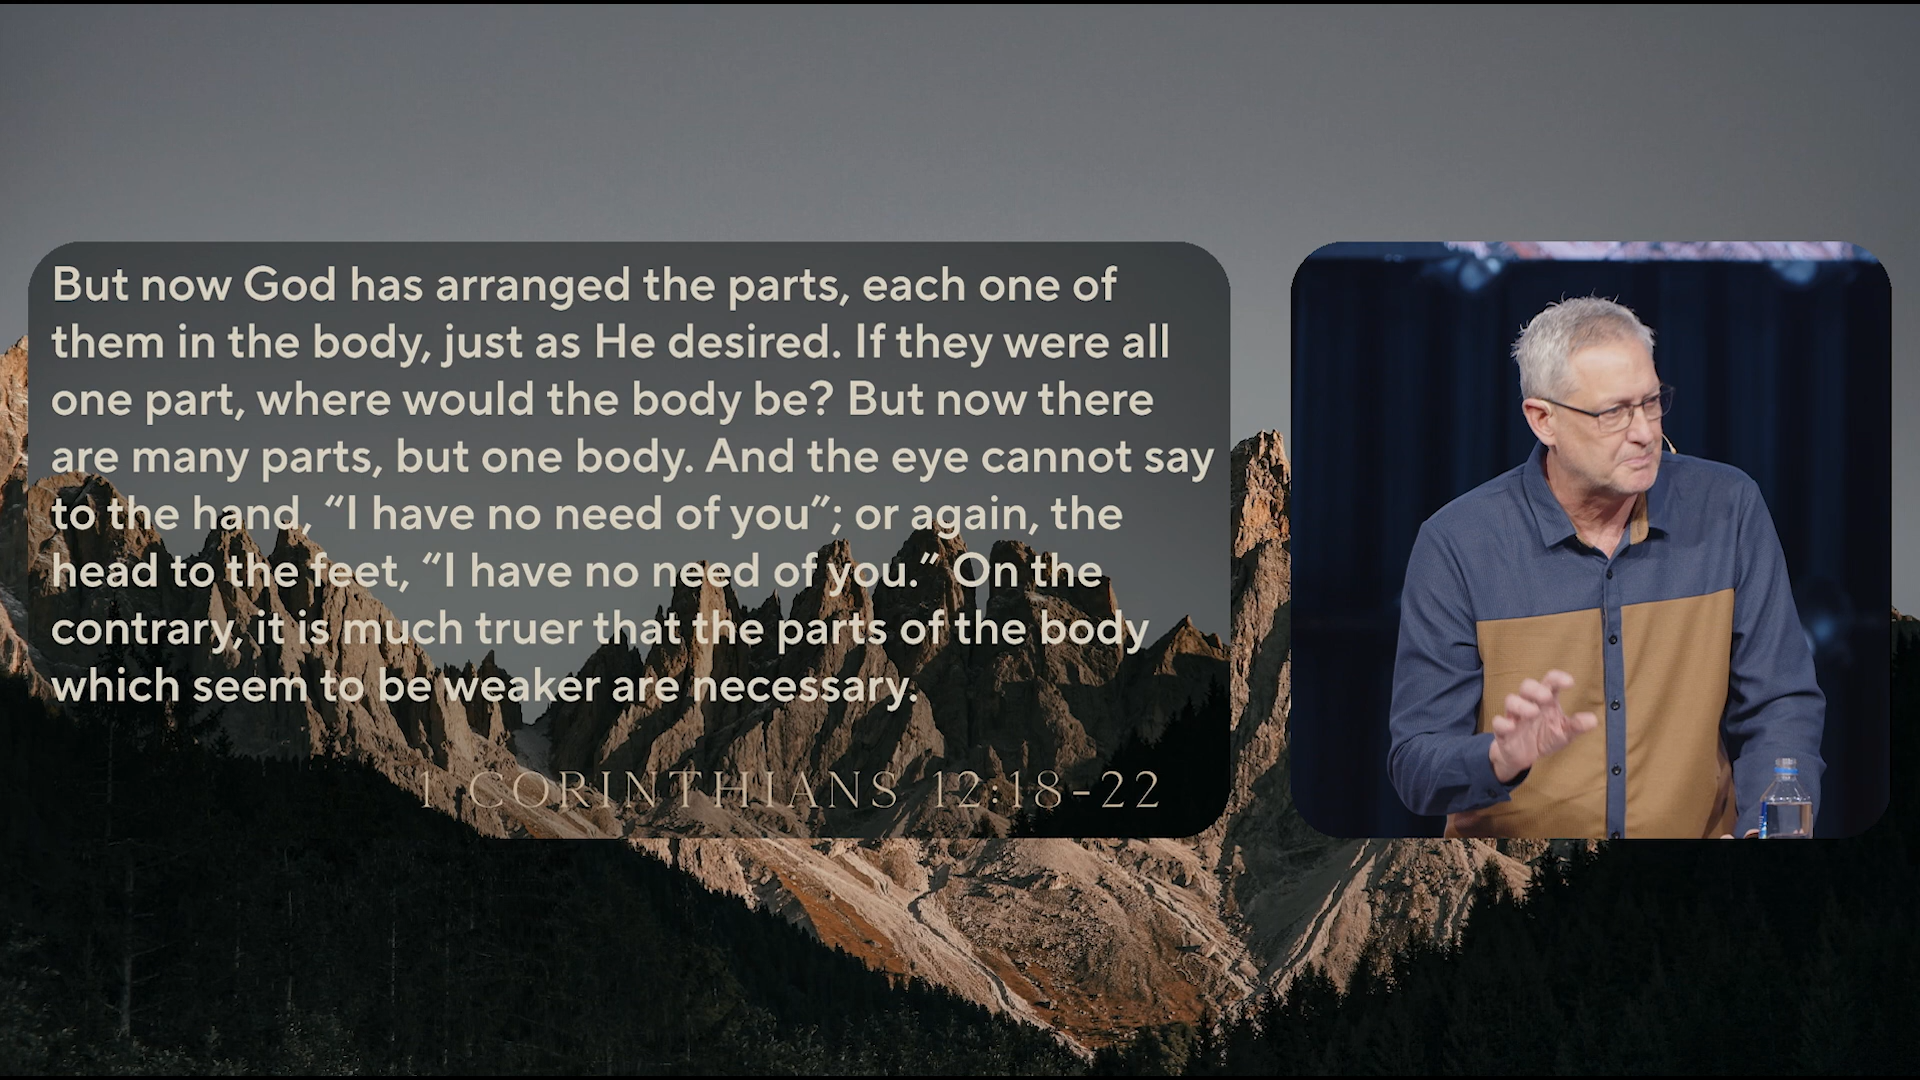 But now God has arranged the parts, each one of
them in the body, just as He desired. If they were all
one part, where would the body be? But now there
are many parts, but one body. And the eye cannot say
to the hand, “I have no need of you”; or again, the
head to the feet, “I have no need of you.” On the
contrary, it is much truer that the parts of the body
which seem to be weaker are necessary.
1 CORINTHIANS 12:18-22